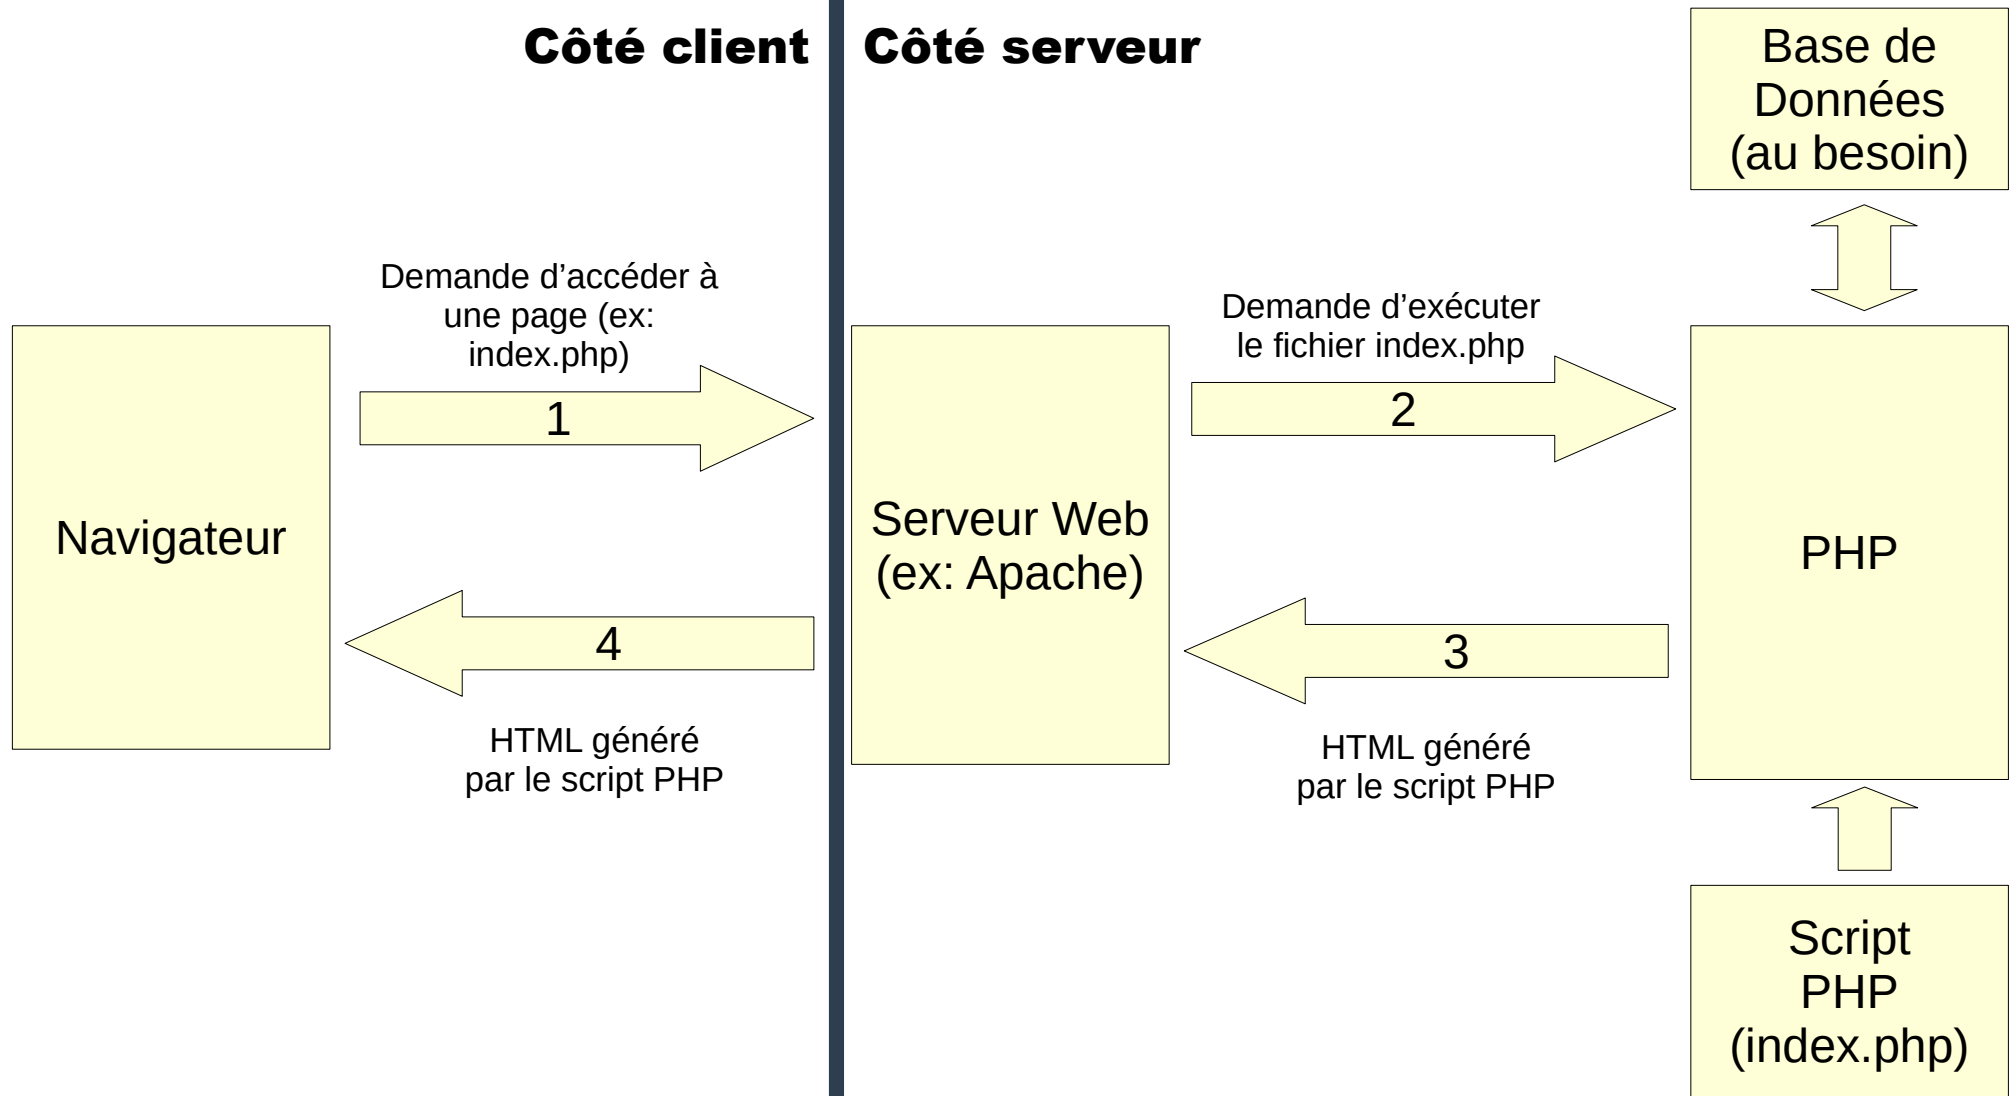 Côté client
Côté serveur
Base de
Données
(au besoin)
Demande d’accéder à
une page (ex:
index.php)
1
Demande d’exécuter
le fichier index.php
2
Navigateur
Serveur Web
(ex: Apache)
PHP
4
HTML généré
par le script PHP
3
HTML généré
par le script PHP
Script
PHP
(index.php)